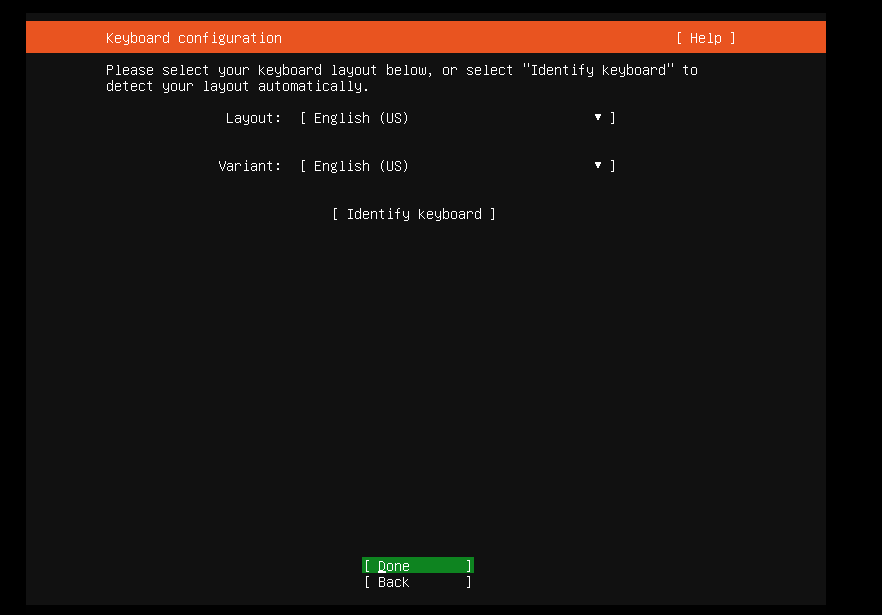 Keyboard configuration [ Help ]
Please select your keyboard layout below, or select "Identify keyboard" to
detect your layout automatically.
Layout: [ English (US) ▼ ]
Variant: [ English (US) ▼ ]
[ Identify keyboard ]
[ Done ]
[ Back ]